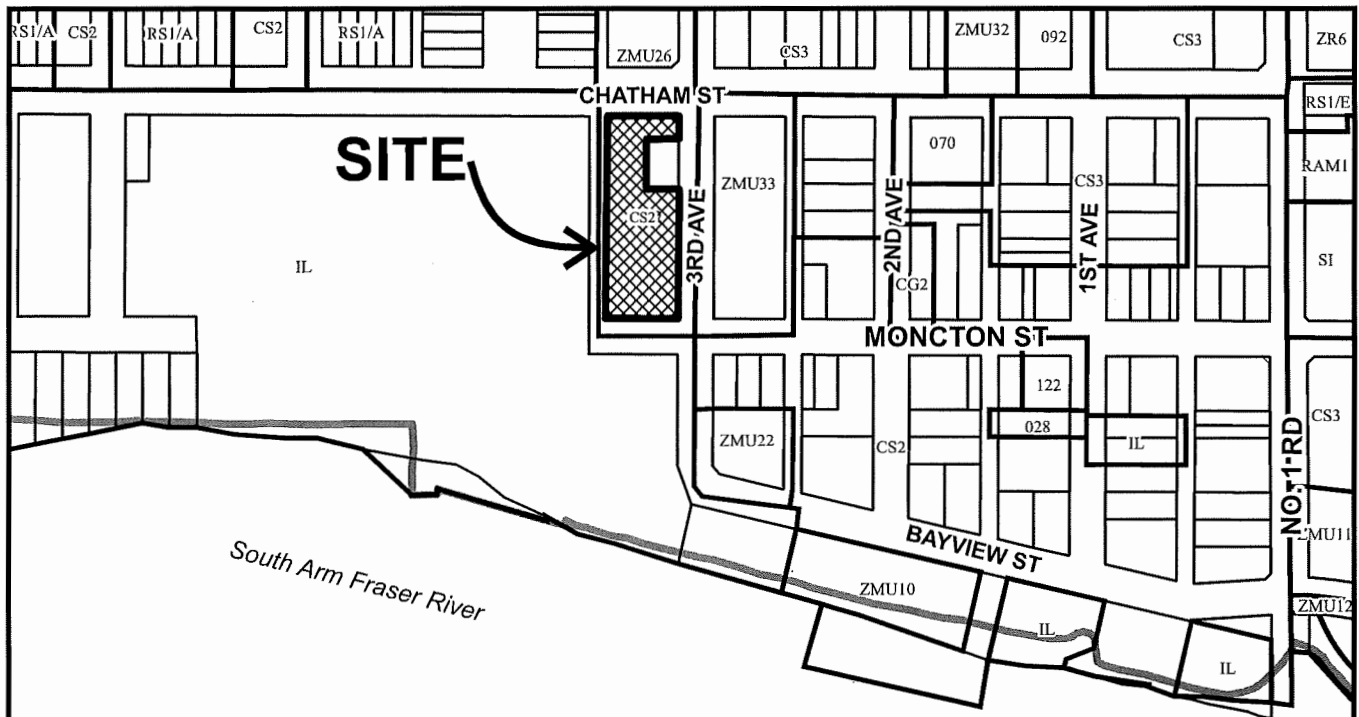 RS1/A
CS2
RS1/A
CS2
RS1/A
ZMU26
CS3
ZMU32
092
CS3
ZR6
CHATHAM ST
RS1/E
SITE
070
RAM1
ZMU33
CS3
CS2
3RD AVE
2ND AVE
1ST AVE
IL
SI
CG2
MONCTON ST
122
028
ZMU22
CS2
IL
CS3
NO. 1 RD
BAYVIEW ST
ZMU11
South Arm Fraser River
ZMU10
ZMU12
IL
IL